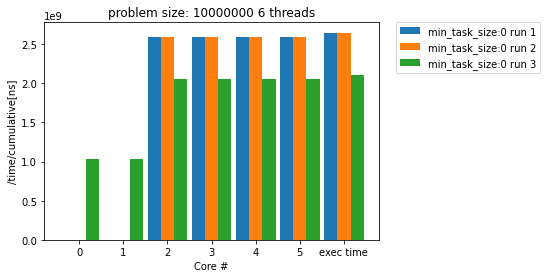 problem size: 10000000 6 threads
1e9
min_task_size:0 run 1
min_task_size:0 run 2
min_task_size:0 run 3
2.5
2.0
1.5
1.0
0.5
0.0
/time/cumulative[ns]
0 1 2 3 4 5 exec time
Core #